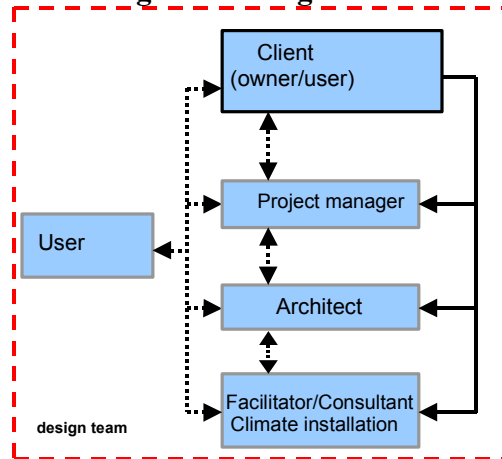 Client
(owner/user)
Project manager
User
Architect
Facilitator/Consultant
Climate installation
design team